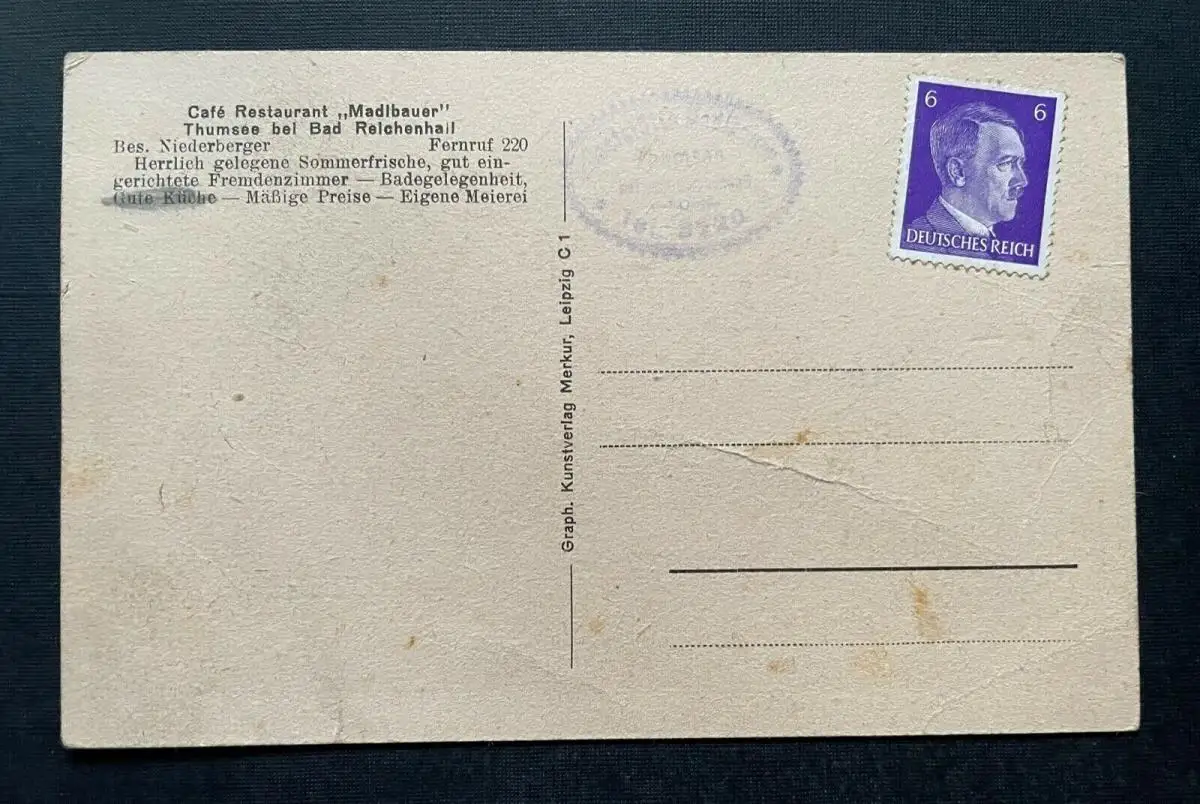 Café Restaurant „Madlbauer"
Thumsee bei Bad Reichenhall
Bes. Niederberger Fernruf 220
Herrlich gelegene Sommerfrische, gut ein-
gerichtete Fremdenzimmer — Badegelegenheit,
Gute Küche — Mäßige Preise — Eigene Meierei
Graph. Kunstverlag Merkur, Leipzig C 1
6 6
DEUTSCHES REICH